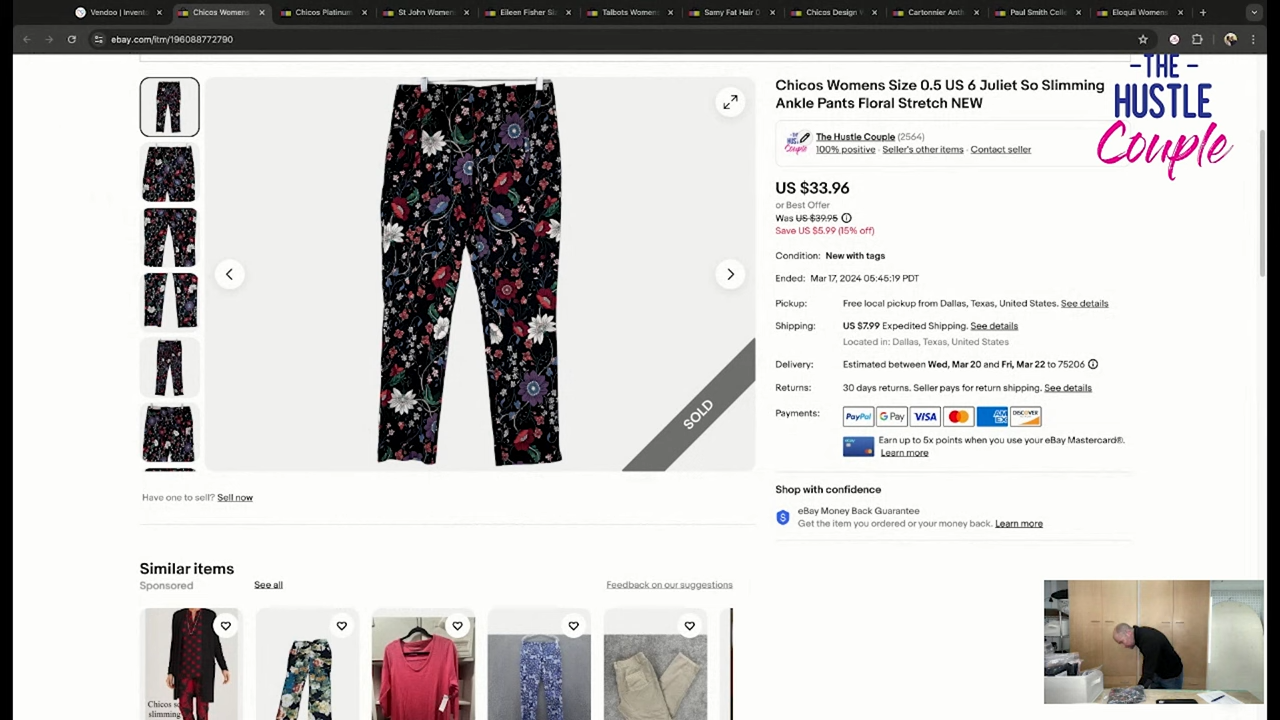 Vendoo | Invent
Chicos Womens
Chicos Platinum
St John Women
Eileen Fisher Si
Talbots Women
Samy Fat Hair
Chicos Design
Cartonnier Anth
Paul Smith Coll
Eloquii Womens
ebay.com/itm/196088772790
-THE-
HUSTLE
Couple
Chicos Womens Size 0.5 US 6 Juliet So Slimming
Ankle Pants Floral Stretch NEW
The Hustle Couple (2564)
100% positive · Seller's other items · Contact seller
US $33.96
or Best Offer
Was US $39.95
Save US $5.99 (15% off)
Condition: New with tags
Ended: Mar 17, 2024 05:45:19 PDT
Pickup: Free local pickup from Dallas, Texas, United States. See details
Shipping: US $7.99 Expedited Shipping. See details
Located in: Dallas, Texas, United States
Delivery: Estimated between Wed, Mar 20 and Fri, Mar 22 to 75206
Returns: 30 days returns. Seller pays for return shipping. See details
Payments: PayPal G Pay VISA DISCOVER
Earn up to 5x points when you use your eBay Mastercard®.
Learn more
SOLD
Have one to sell? Sell now
Shop with confidence
eBay Money Back Guarantee
Get the item you ordered or your money back. Learn more
Similar items
Sponsored
See all
Feedback on our suggestions
Chicos so
slimming